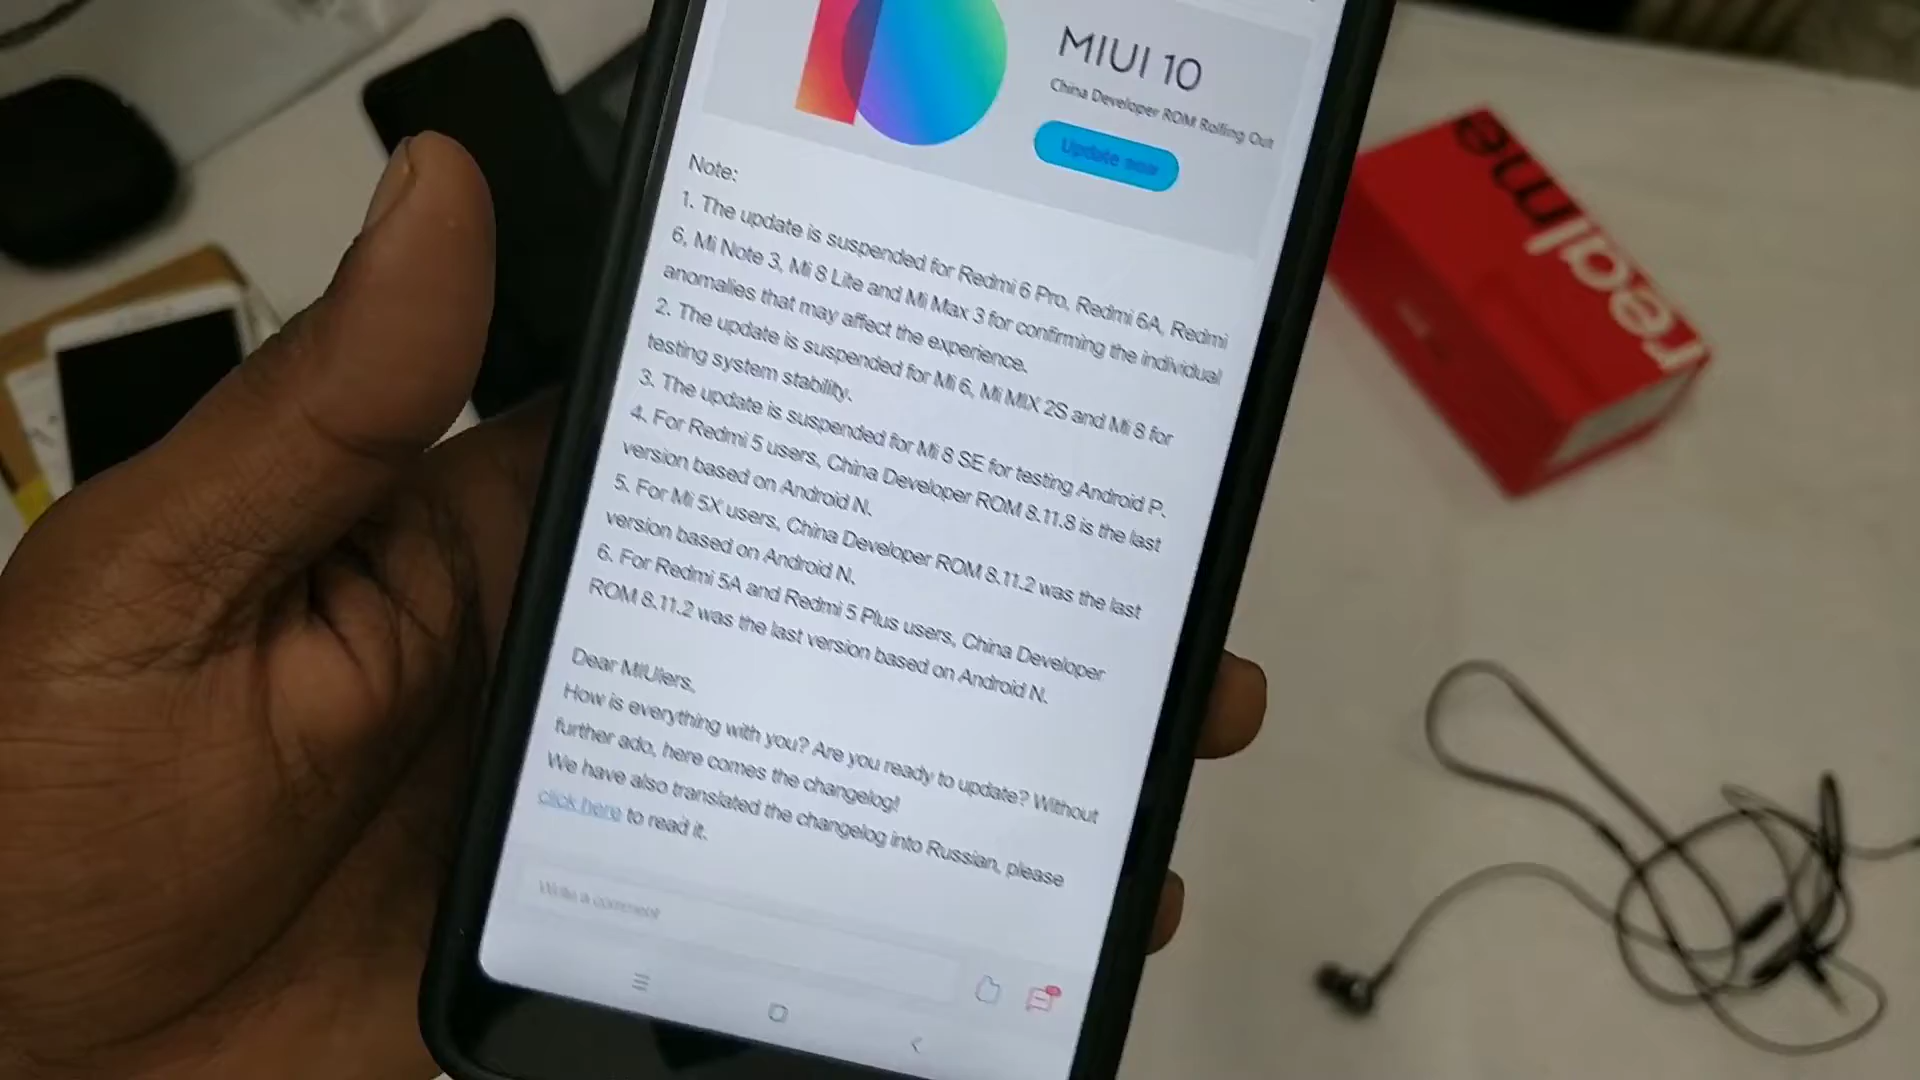 MIUI 10
China Developer ROM Rolling Out
Update now
Note:
1. The update is suspended for Redmi 6 Pro, Redmi 6A, Redmi
6, Mi Note 3, Mi 8 Lite and Mi Max 3 for confirming the individual
anomalies that may affect the experience.
2. The update is suspended for Mi 6, Mi MIX 2S and Mi 8 for
testing system stability.
3. The update is suspended for Mi 8 SE for testing Android P.
4. For Redmi 5 users, China Developer ROM 8.11.8 is the last
version based on Android N.
5. For Mi 5X users, China Developer ROM 8.11.2 was the last
version based on Android N.
6. For Redmi 5A and Redmi 5 Plus users, China Developer
ROM 8.11.2 was the last version based on Android N.
Dear MIUIers,
How is everything with you? Are you ready to update? Without
further ado, here comes the changelog!
We have also translated the changelog into Russian, please
click here to read it.
Write a comment
realme